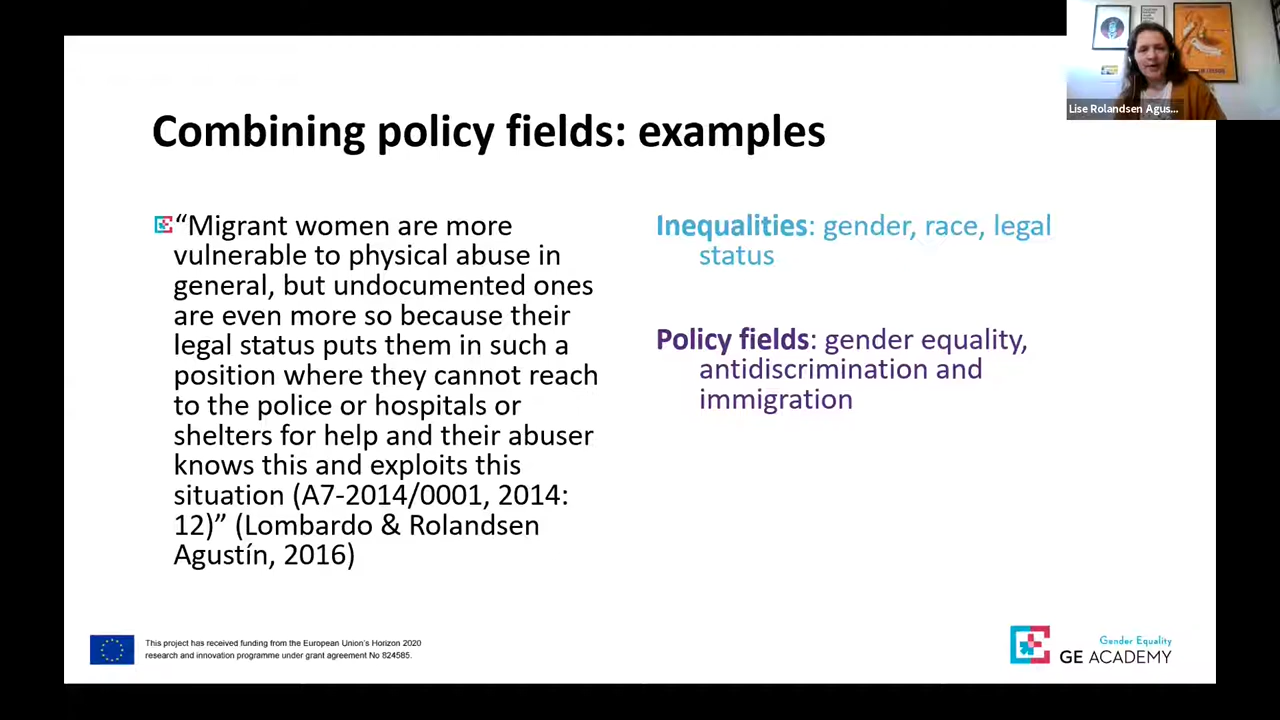 Lise Rolandsen Agus...
Combining policy fields: examples
“Migrant women are more
vulnerable to physical abuse in
general, but undocumented ones
are even more so because their
legal status puts them in such a
position where they cannot reach
to the police or hospitals or
shelters for help and their abuser
knows this and exploits this
situation (A7-2014/0001, 2014:
12)” (Lombardo & Rolandsen
Agustín, 2016)
Inequalities: gender, race, legal
status
Policy fields: gender equality,
antidiscrimination and
immigration
This project has received funding from the European Union's Horizon 2020
research and innovation programme under grant agreement No 824585.
Gender Equality
GE ACADEMY